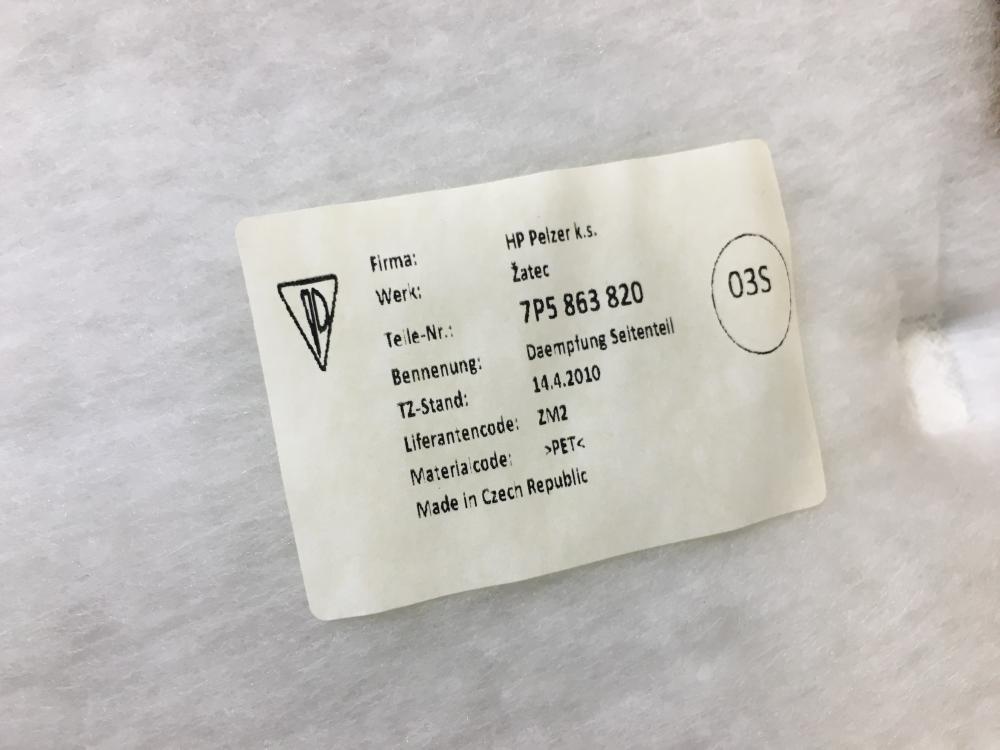 Firma: HP Pelzer k.s.
Werk: Žatec
Teile-Nr.: 7P5 863 820
Bennenung: Daempfung Seitenteil
TZ-Stand: 14.4.2010
Liferantencode: ZM2
Materialcode: >PET<
Made in Czech Republic
03S